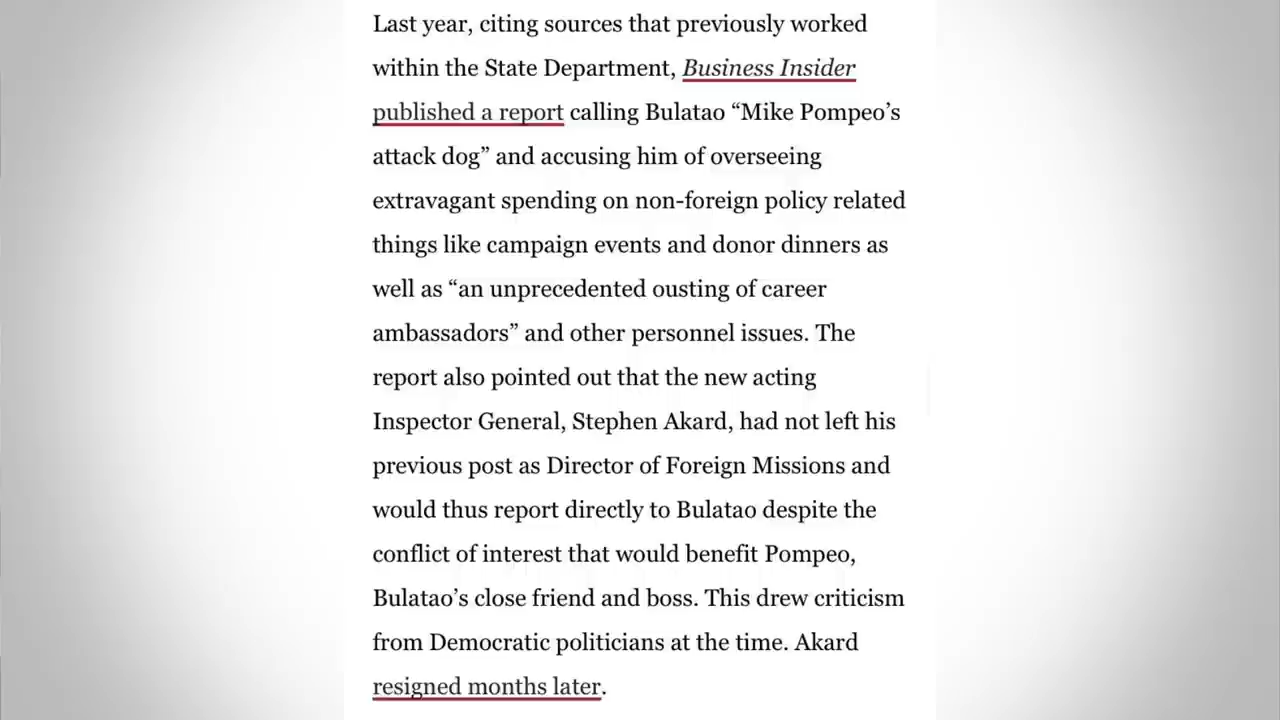 Last year, citing sources that previously worked
within the State Department, Business Insider
published a report calling Bulatao “Mike Pompeo’s
attack dog” and accusing him of overseeing
extravagant spending on non-foreign policy related
things like campaign events and donor dinners as
well as “an unprecedented ousting of career
ambassadors” and other personnel issues. The
report also pointed out that the new acting
Inspector General, Stephen Akard, had not left his
previous post as Director of Foreign Missions and
would thus report directly to Bulatao despite the
conflict of interest that would benefit Pompeo,
Bulatao’s close friend and boss. This drew criticism
from Democratic politicians at the time. Akard
resigned months later.